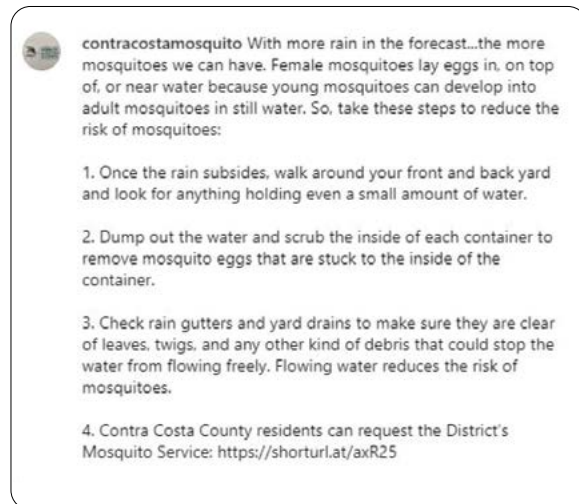 contracostamosquito With more rain in the forecast...the more
mosquitoes we can have. Female mosquitoes lay eggs in, on top
of, or near water because young mosquitoes can develop into
adult mosquitoes in still water. So, take these steps to reduce the
risk of mosquitoes:
1. Once the rain subsides, walk around your front and back yard
and look for anything holding even a small amount of water.
2. Dump out the water and scrub the inside of each container to
remove mosquito eggs that are stuck to the inside of the
container.
3. Check rain gutters and yard drains to make sure they are clear
of leaves, twigs, and any other kind of debris that could stop the
water from flowing freely. Flowing water reduces the risk of
mosquitoes.
4. Contra Costa County residents can request the District's
Mosquito Service: https://shorturl.at/axR25